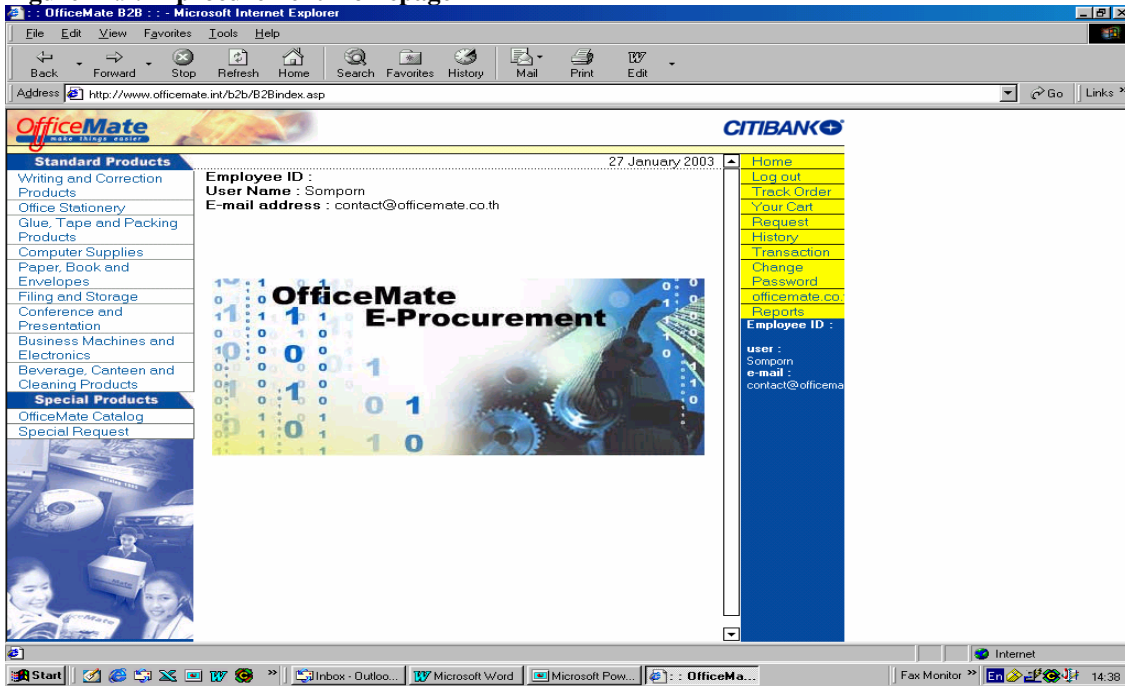 : : OfficeMate B2B : : - Microsoft Internet Explorer
File Edit View Favorites Tools Help
Back Forward Stop Refresh Home Search Favorites History Mail Print Edit
Address http://www.officemate.int/b2b/B2Bindex.asp Go Links
OfficeMate
make things easier
CITIBANK
Standard Products
Writing and Correction
Products
Office Stationery
Glue, Tape and Packing
Products
Computer Supplies
Paper, Book and
Envelopes
Filing and Storage
Conference and
Presentation
Business Machines and
Electronics
Beverage, Canteen and
Cleaning Products
Special Products
OfficeMate Catalog
Special Request
27 January 2003
Employee ID :
User Name : Somporn
E-mail address : contact@officemate.co.th
OfficeMate
E-Procurement
Home
Log out
Track Order
Your Cart
Request
History
Transaction
Change
Password
officemate.co.
Reports
Employee ID :
user :
Somporn
e-mail :
contact@officema
Internet
Start Inbox - Outloo... Microsoft Word Microsoft Pow... : : OfficeMa... Fax Monitor En 14:38